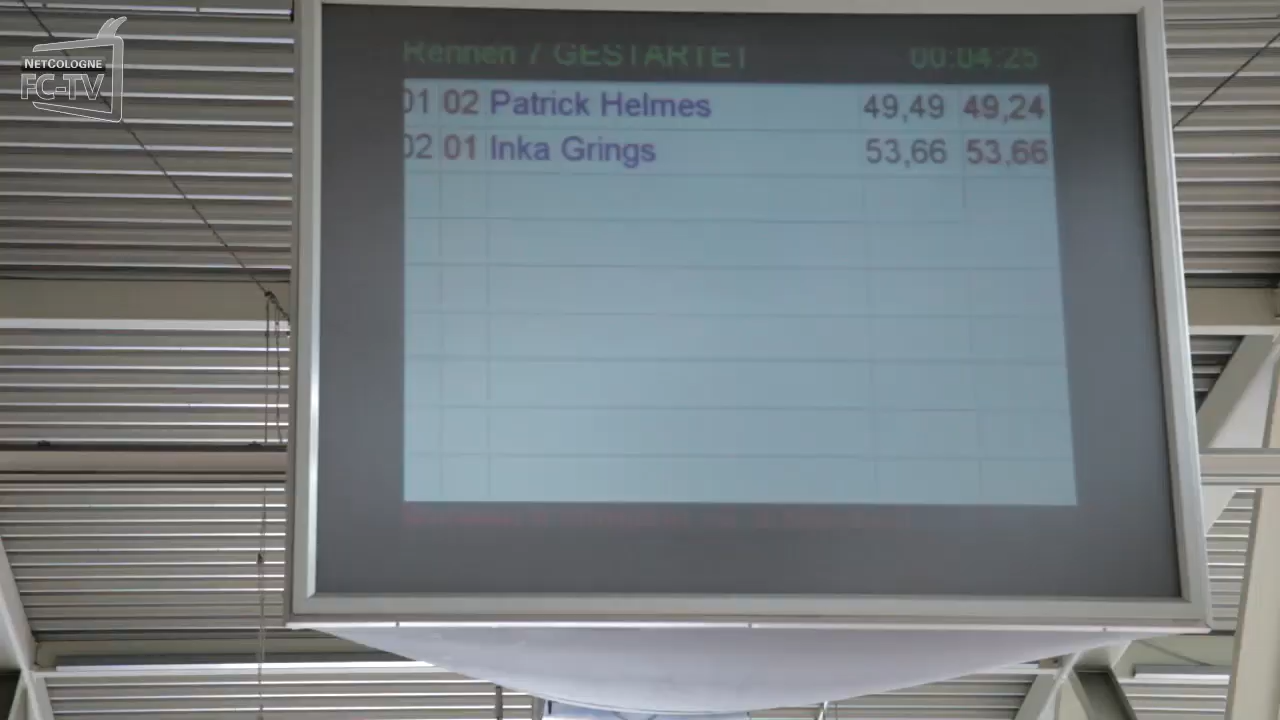 NETCOLOGNE
FC-TV
Rennen 7 GESTARTET 00:04:25
01 02 Patrick Helmes 49,49 49,24
02 01 Inka Grings 53,66 53,66